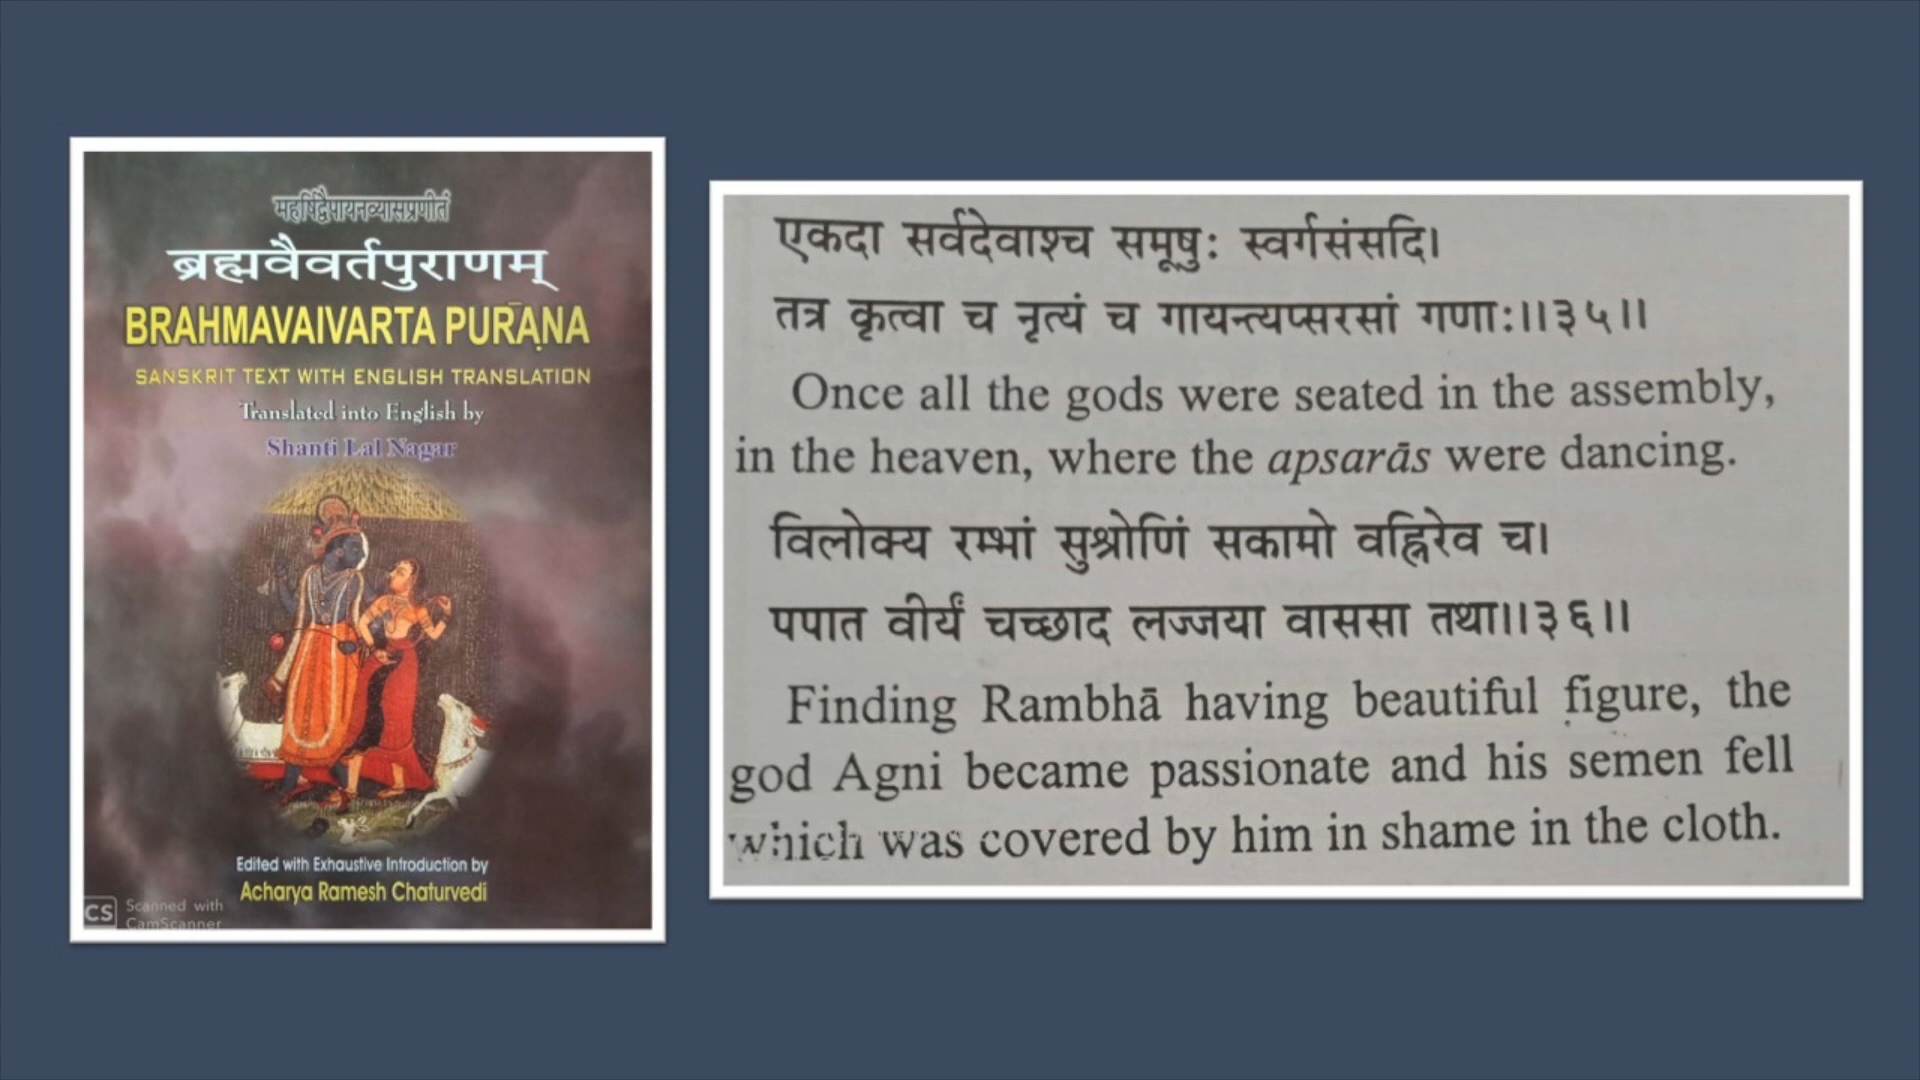 महर्षिद्वैपायनव्यासप्रणीतं
ब्रह्मवैवर्तपुराणम्
BRAHMAVAIVARTA PURĀṆA
SANSKRIT TEXT WITH ENGLISH TRANSLATION
Translated into English by
Shanti Lal Nagar
Edited with Exhaustive Introduction by
Acharya Ramesh Chaturvedi
CS Scanned with
CamScanner
एकदा सर्वदेवाश्च समूषुः स्वर्गसंसदि।
तत्र कृत्वा च नृत्यं च गायन्त्यप्सरसां गणाः।।३५।।
Once all the gods were seated in the assembly,
in the heaven, where the apsarās were dancing.
विलोक्य रम्भां सुश्रोणिं सकामो वह्निरेव च।
पपात वीर्यं चच्छाद लज्जया वाससा तथा।।३६।।
Finding Rambhā having beautiful figure, the
god Agni became passionate and his semen fell
which was covered by him in shame in the cloth.